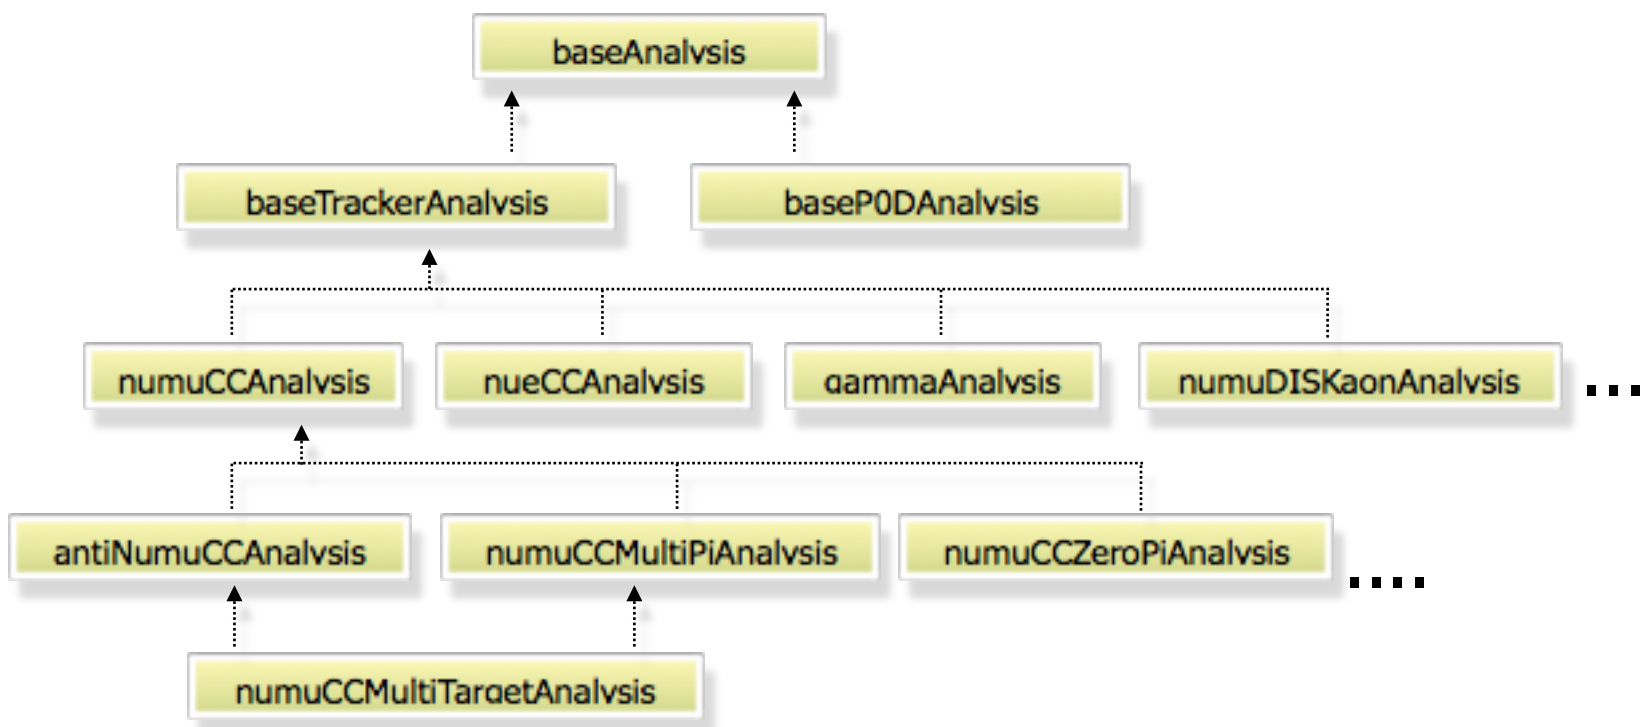 baseAnalysis
baseTrackerAnalysis
baseP0DAnalysis
numuCCAnalysis
nueCCAnalysis
gammaAnalysis
numuDISKaonAnalysis
....
antiNumuCCAnalysis
numuCCMultiPiAnalysis
numuCCZeroPiAnalysis
....
numuCCMultiTargetAnalysis